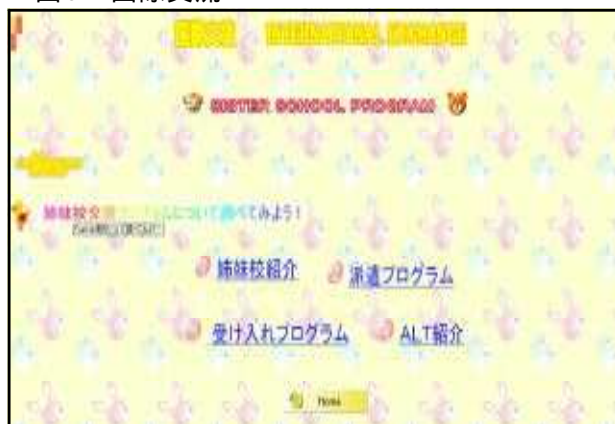 国際交流 INTERNATIONAL EXCHANGE
SISTER SCHOOL PROGRAM
姉妹校交流 について調べてみよう!
姉妹校紹介 派遣プログラム
受け入れプログラム ALT紹介
Home